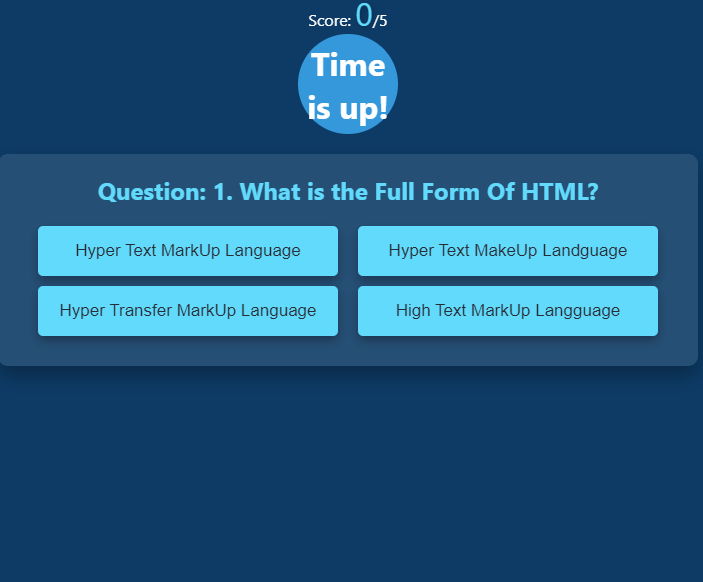 Score: 0/5
Time
is up!
Question: 1. What is the Full Form Of HTML?
Hyper Text MarkUp Language
Hyper Text MakeUp Landguage
Hyper Transfer MarkUp Language
High Text MarkUp Langguage